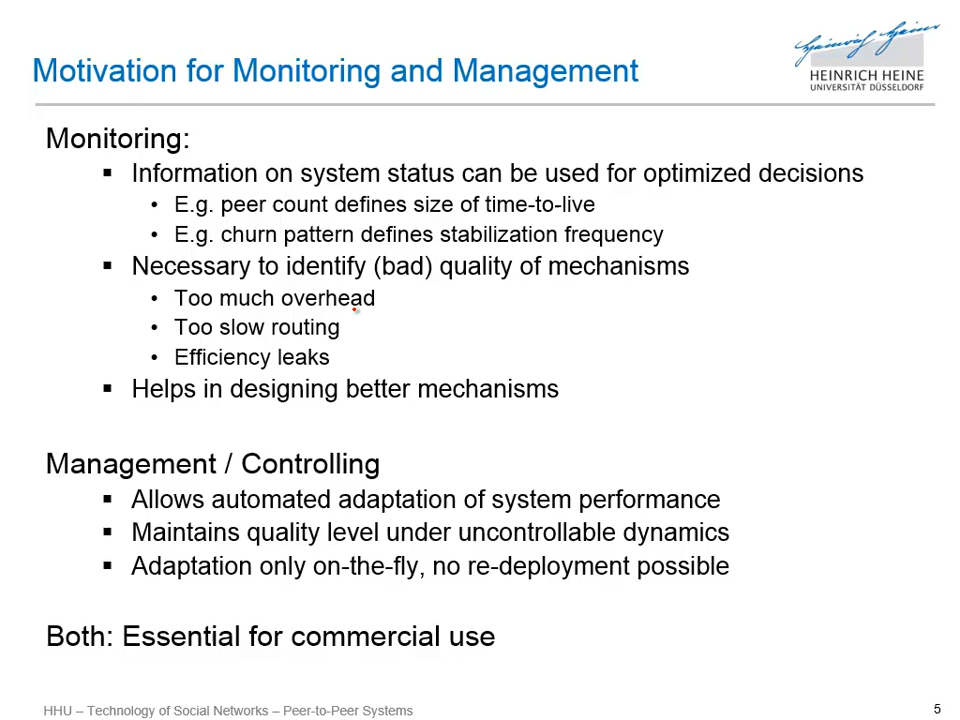 Motivation for Monitoring and Management
Heinrich Heine
HEINRICH HEINE
UNIVERSITÄT DÜSSELDORF
Monitoring:
▪ Information on system status can be used for optimized decisions
• E.g. peer count defines size of time-to-live
• E.g. churn pattern defines stabilization frequency
▪ Necessary to identify (bad) quality of mechanisms
• Too much overhead
• Too slow routing
• Efficiency leaks
▪ Helps in designing better mechanisms
Management / Controlling
▪ Allows automated adaptation of system performance
▪ Maintains quality level under uncontrollable dynamics
▪ Adaptation only on-the-fly, no re-deployment possible
Both: Essential for commercial use
HHU – Technology of Social Networks – Peer-to-Peer Systems
5